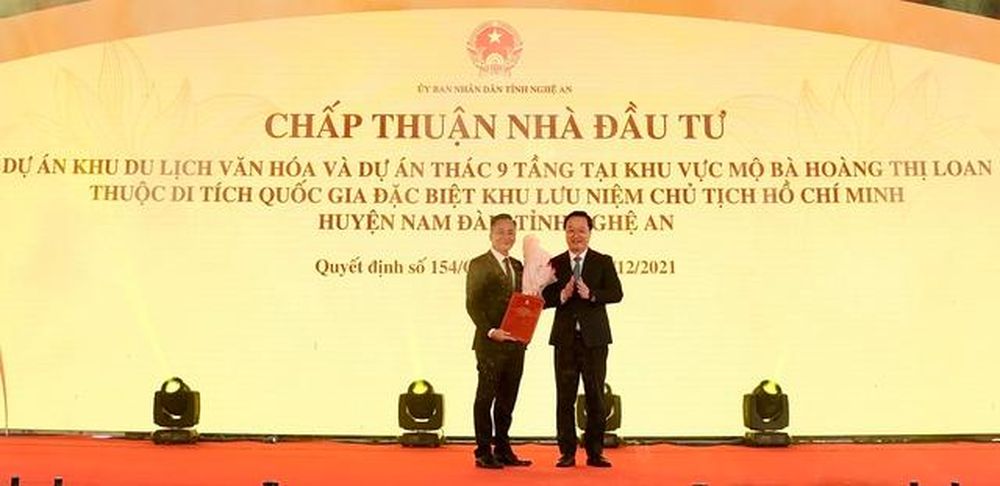 ỦY BAN NHÂN DÂN TỈNH NGHỆ AN
CHẤP THUẬN NHÀ ĐẦU TƯ
DỰ ÁN KHU DU LỊCH VĂN HÓA VÀ DỰ ÁN THÁC 9 TẦNG TẠI KHU VỰC MỘ BÀ HOÀNG THỊ LOAN
THUỘC DI TÍCH QUỐC GIA ĐẶC BIỆT KHU LƯU NIỆM CHỦ TỊCH HỒ CHÍ MINH
HUYỆN NAM ĐÀN TỈNH NGHỆ AN
Quyết định số 154/ /12/2021